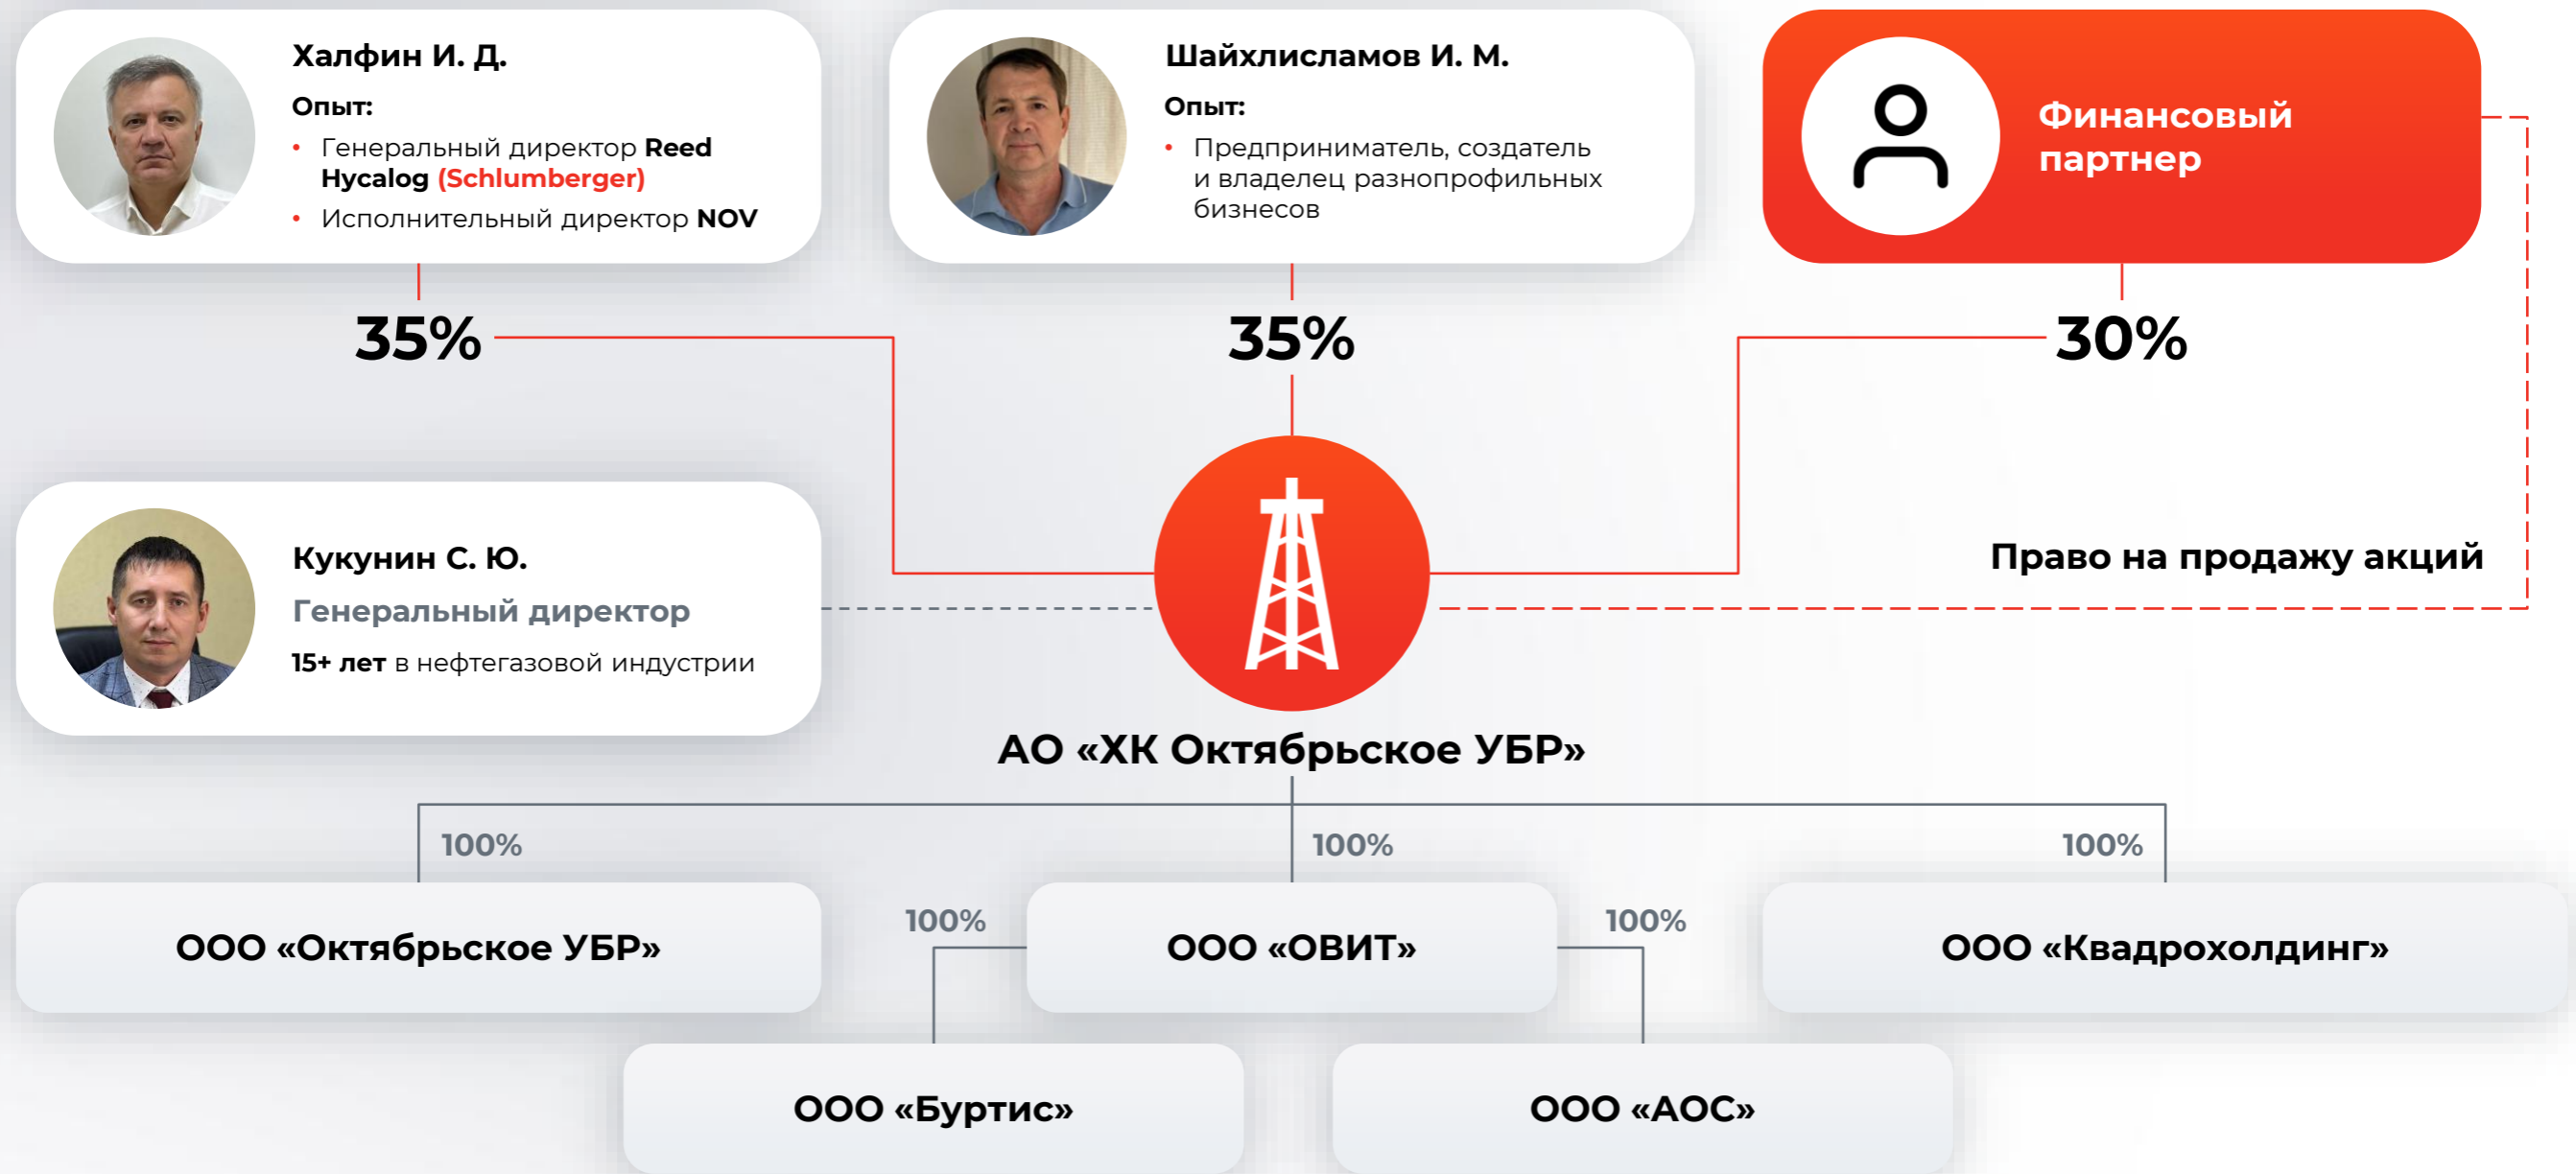 Халфин И. Д.
Опыт:
• Генеральный директор Reed
Hycalog (Schlumberger)
• Исполнительный директор NOV
Шайхлисламов И. М.
Опыт:
• Предприниматель, создатель
и владелец разнопрофильных
бизнесов
Финансовый
партнер
35%
35%
30%
Кукунин С. Ю.
Генеральный директор
15+ лет в нефтегазовой индустрии
Право на продажу акций
АО «ХК Октябрьское УБР»
100%
100%
100%
ООО «Октябрьское УБР»
100%
ООО «ОВИТ»
100%
ООО «Квадрохолдинг»
ООО «Буртис»
ООО «АОС»